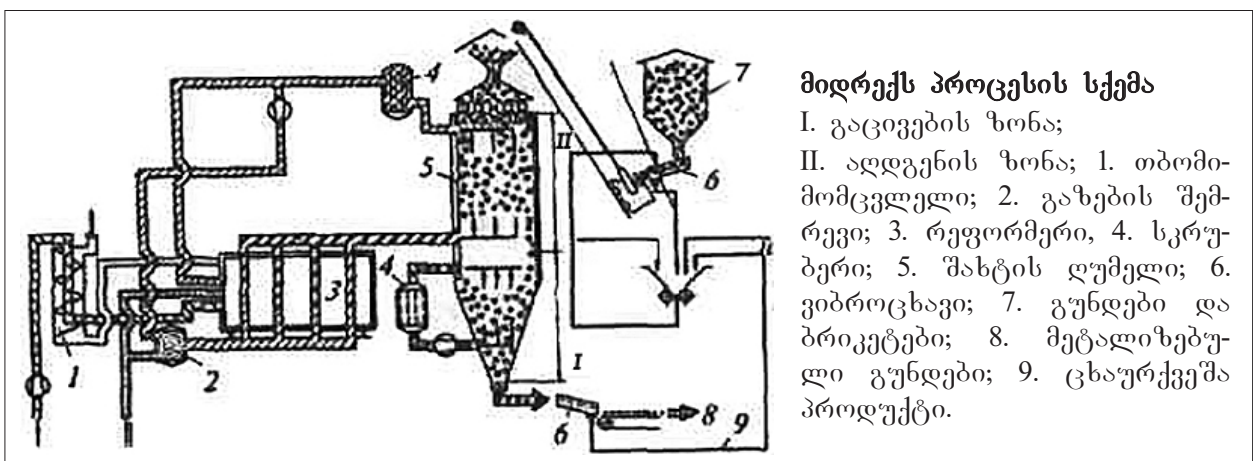 მიდრექს პროცესის სქემა
I. გაცივების ზონა;
II. აღდგენის ზონა; 1. თბომი-
მომცვლელი; 2. გაზების შემ-
რევი; 3. რეფორმერი, 4. სკრუ-
ბერი; 5. შახტის ღუმელი; 6.
ვიბროცხავი; 7. გუნდები და
ბრიკეტები; 8. მეტალიზებუ-
ლი გუნდები; 9. ცხაურქვეშა
პროდუქტი.
4
7
II
5
6
3
4
1
2
I
6
8
9